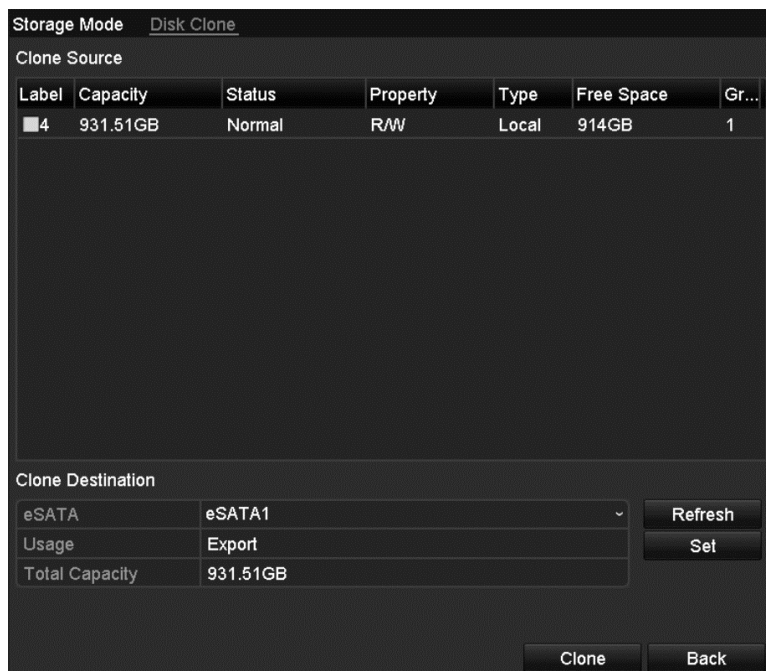 Storage Mode Disk Clone
Clone Source
Label Capacity Status Property Type Free Space Gr...
4 931.51GB Normal R/W Local 914GB 1
Clone Destination
eSATA eSATA1 Refresh
Usage Export Set
Total Capacity 931.51GB
Clone Back